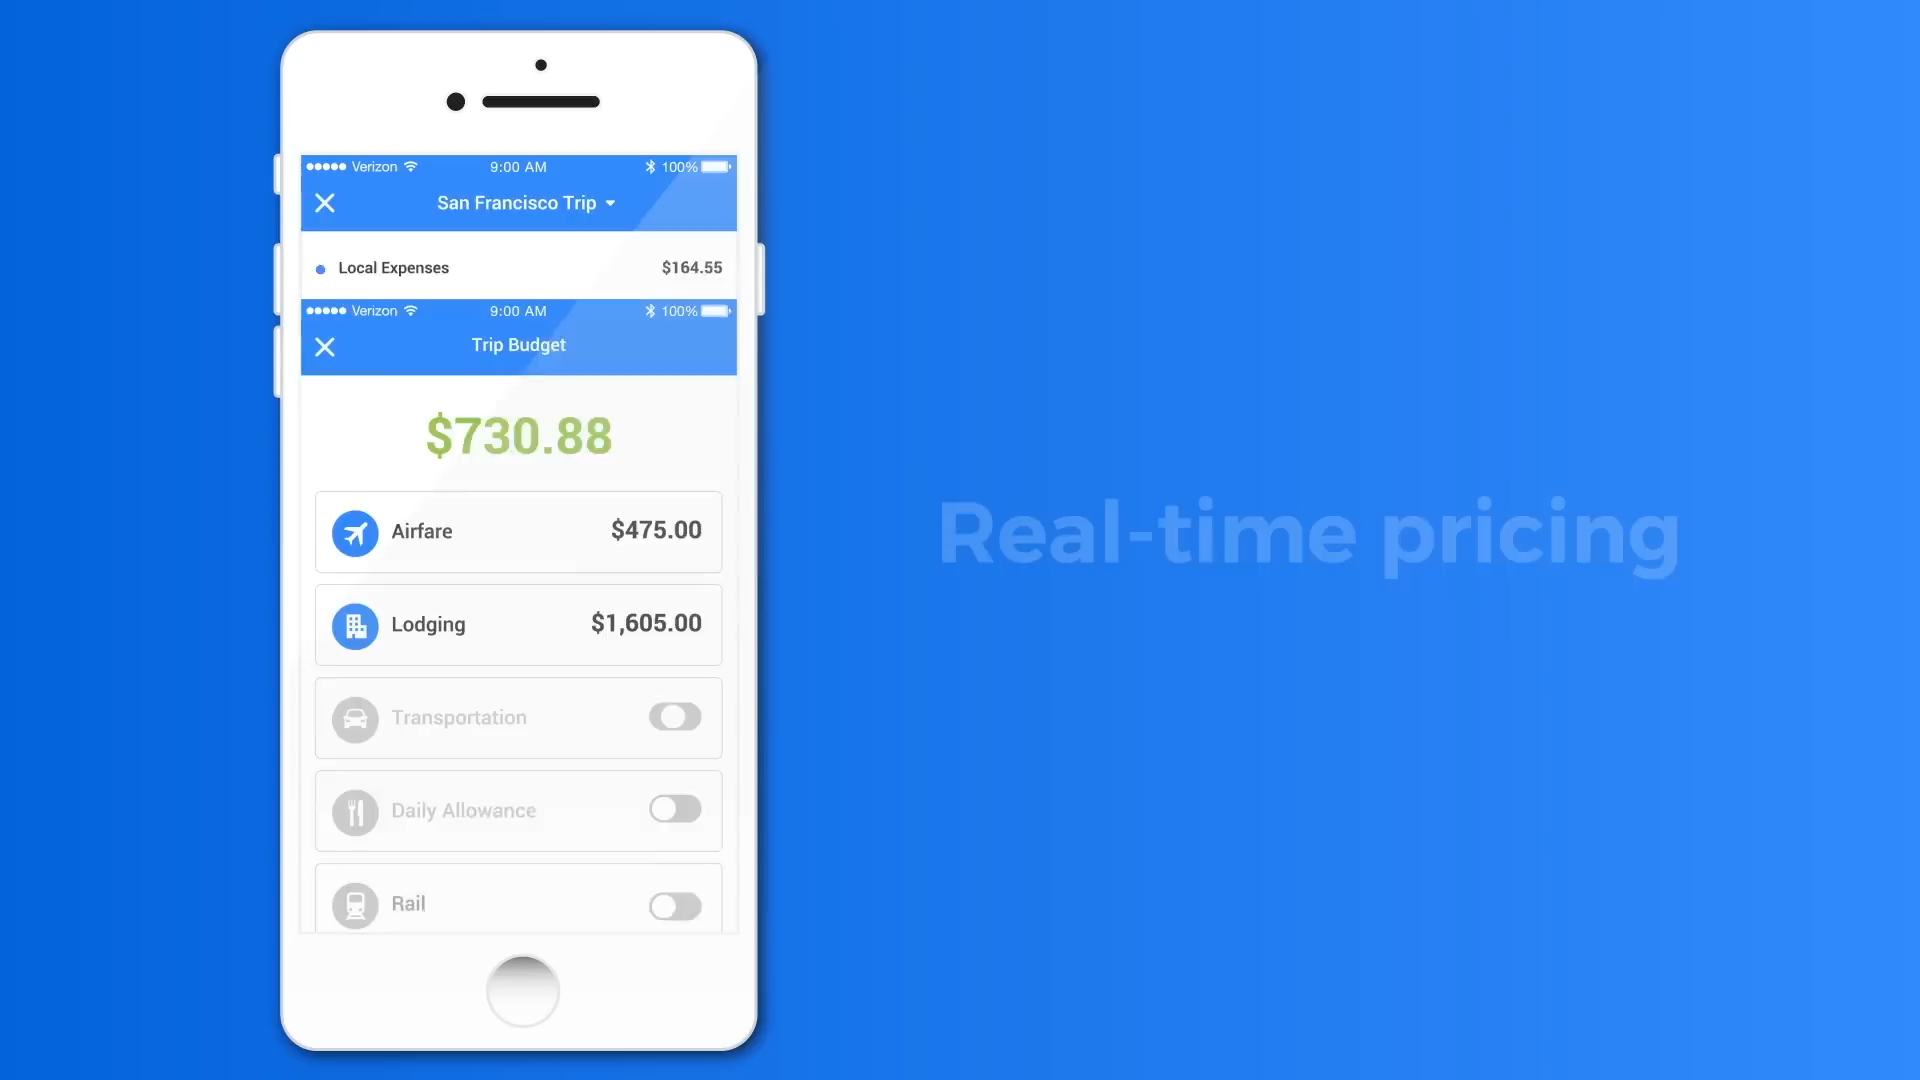 Verizon 9:00 AM 100%
San Francisco Trip
Local Expenses $164.55
Verizon 9:00 AM 100%
Trip Budget
$730.88
Airfare $475.00
Lodging $1,605.00
Transportation
Daily Allowance
Rail
Real-time pricing